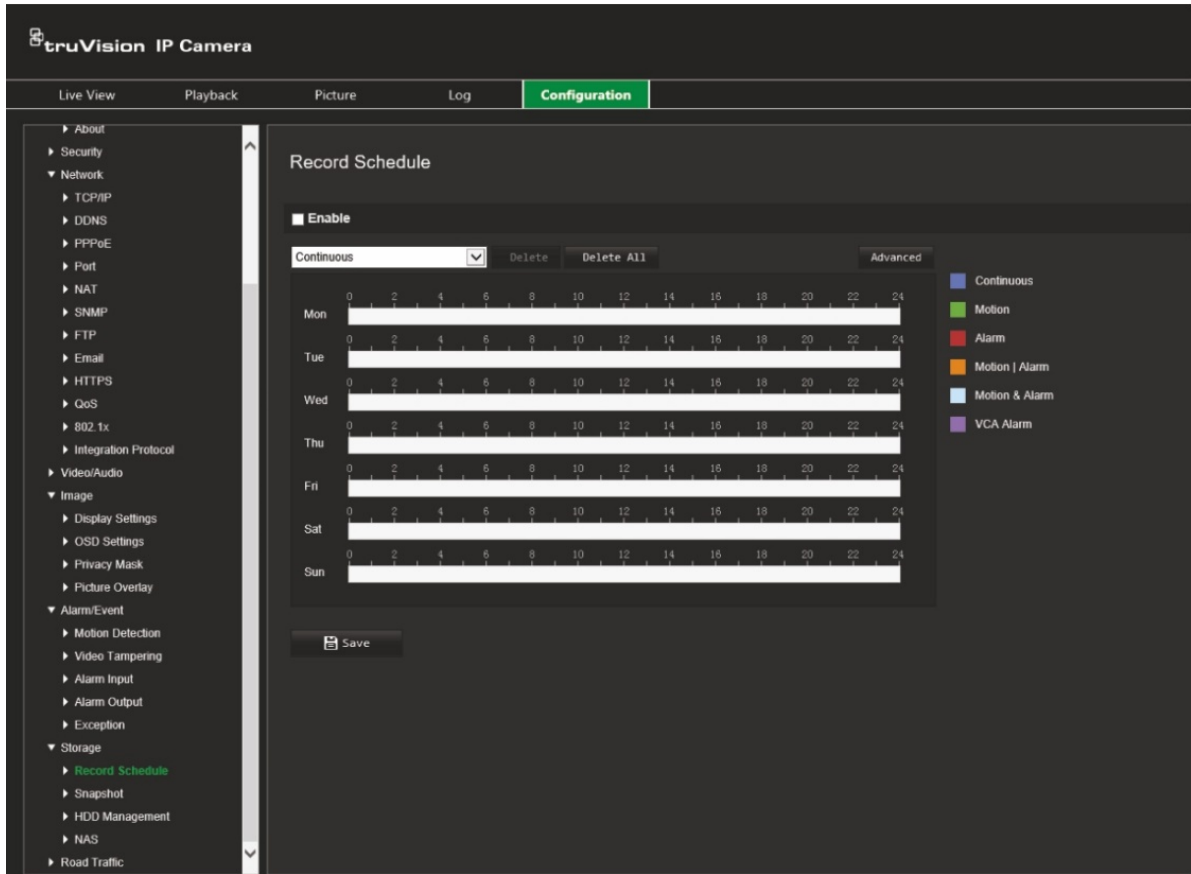 truVision IP Camera
Live View Playback Picture Log Configuration
About
Security
Network
TCP/IP
DDNS
PPPoE
Port
NAT
SNMP
FTP
Email
HTTPS
QoS
802.1x
Integration Protocol
Video/Audio
Image
Display Settings
OSD Settings
Privacy Mask
Picture Overlay
Alarm/Event
Motion Detection
Video Tampering
Alarm Input
Alarm Output
Exception
Storage
Record Schedule
Snapshot
HDD Management
NAS
Road Traffic
Record Schedule
Enable
Continuous Delete Delete All Advanced
0 2 4 6 8 10 12 14 16 18 20 22 24
Mon
0 2 4 6 8 10 12 14 16 18 20 22 24
Tue
0 2 4 6 8 10 12 14 16 18 20 22 24
Wed
0 2 4 6 8 10 12 14 16 18 20 22 24
Thu
0 2 4 6 8 10 12 14 16 18 20 22 24
Fri
0 2 4 6 8 10 12 14 16 18 20 22 24
Sat
0 2 4 6 8 10 12 14 16 18 20 22 24
Sun
Continuous
Motion
Alarm
Motion | Alarm
Motion & Alarm
VCA Alarm
Save